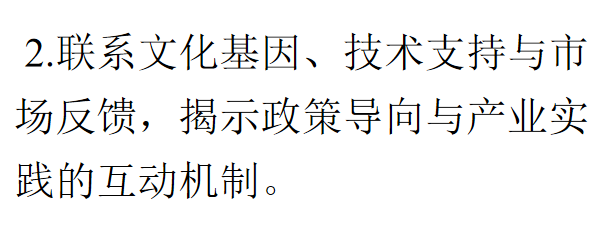 2.联系文化基因、技术支持与市
场反馈，揭示政策导向与产业实
践的互动机制。